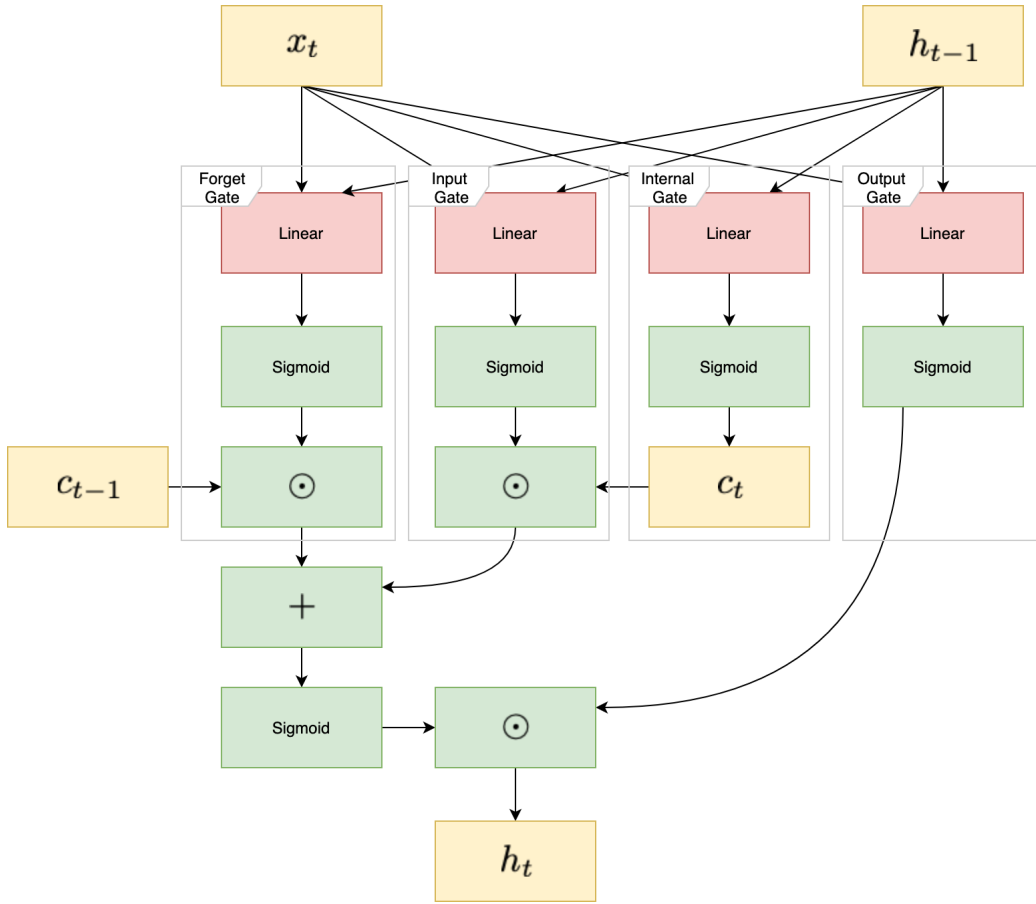 $x_t$
$h_{t-1}$
Forget
Gate
Input
Gate
Internal
Gate
Output
Gate
Linear
Linear
Linear
Linear
Sigmoid
Sigmoid
Sigmoid
Sigmoid
$c_{t-1}$
⊙
⊙
$c_t$
+
Sigmoid
⊙
$h_t$